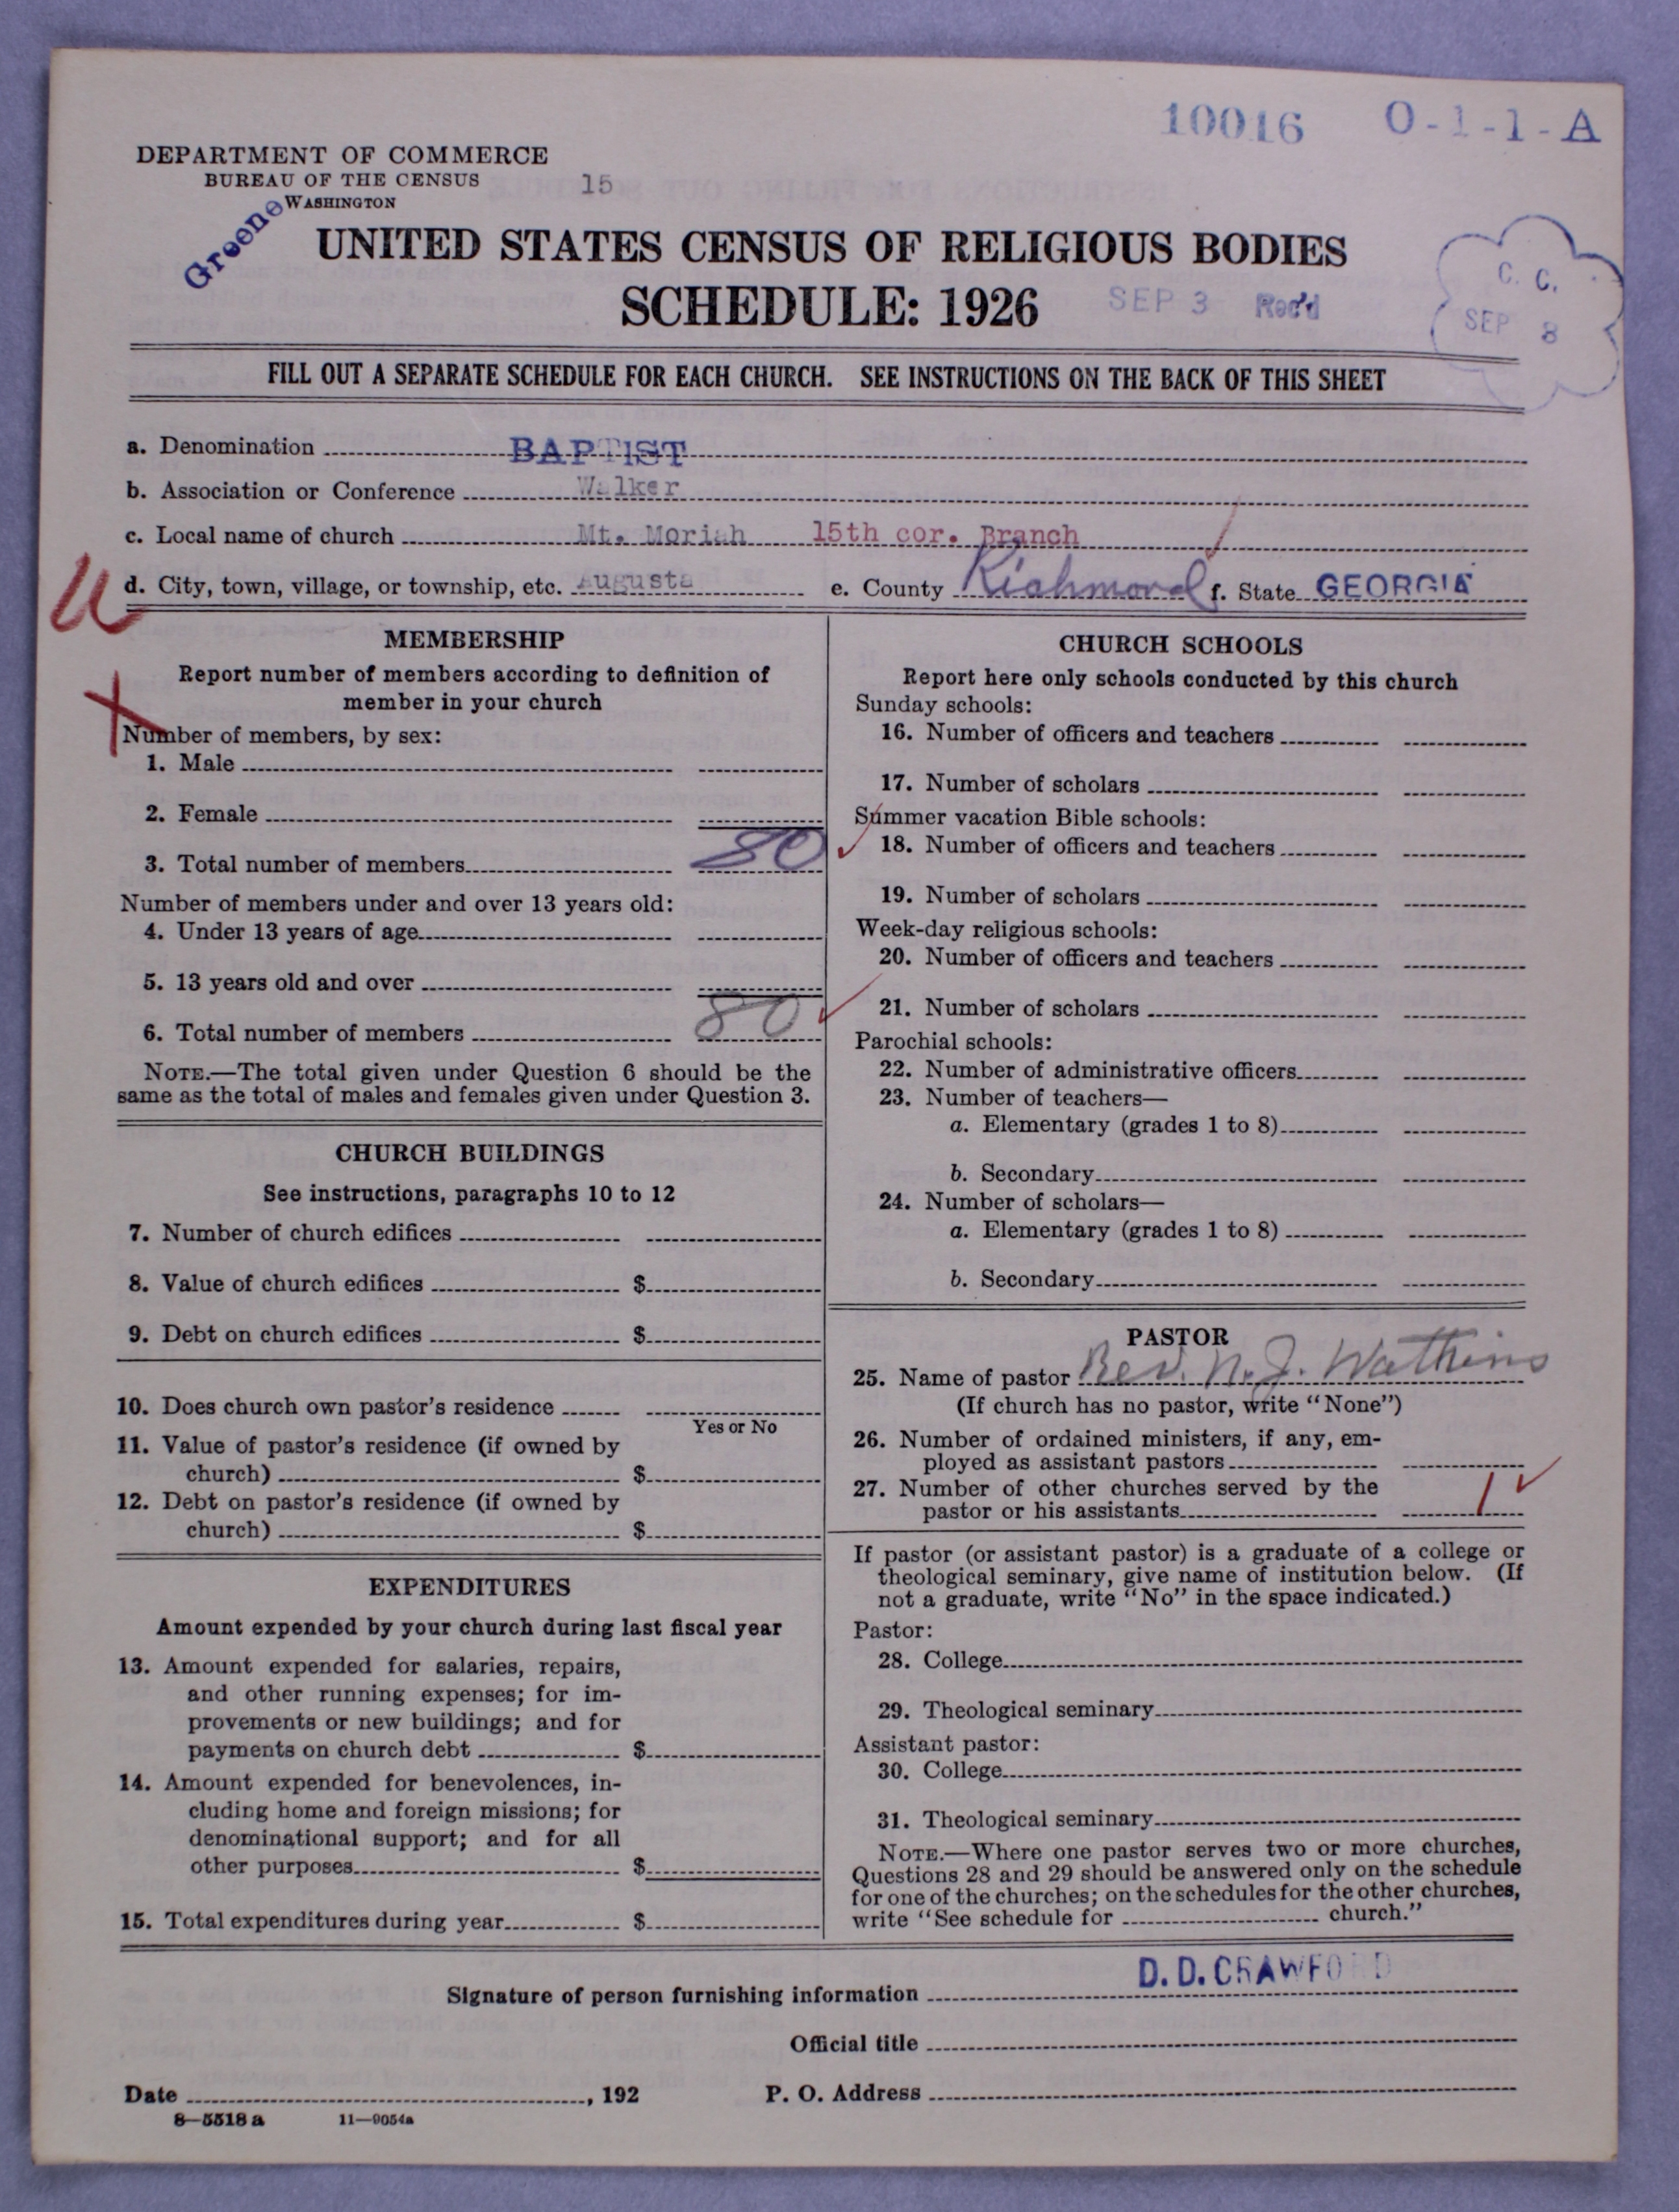 10016 O-1-1-A
DEPARTMENT OF COMMERCE
BUREAU OF THE CENSUS 15
WASHINGTON
Greene
UNITED STATES CENSUS OF RELIGIOUS BODIES
SCHEDULE: 1926
SEP 3 Rec'd
C. C.
SEP 8
FILL OUT A SEPARATE SCHEDULE FOR EACH CHURCH. SEE INSTRUCTIONS ON THE BACK OF THIS SHEET
a. Denomination BAPTIST
b. Association or Conference Walker
c. Local name of church Mt. Moriah 15th cor. Branch
U
d. City, town, village, or township, etc. Augusta e. County Richmond f. State GEORGIA
MEMBERSHIP
Report number of members according to definition of
member in your church
X
Number of members, by sex:
1. Male
2. Female
3. Total number of members 80
Number of members under and over 13 years old:
4. Under 13 years of age
5. 13 years old and over
6. Total number of members 80
NOTE.—The total given under Question 6 should be the
same as the total of males and females given under Question 3.
CHURCH BUILDINGS
See instructions, paragraphs 10 to 12
7. Number of church edifices
8. Value of church edifices $
9. Debt on church edifices $
10. Does church own pastor's residence
Yes or No
11. Value of pastor's residence (if owned by
church) $
12. Debt on pastor's residence (if owned by
church) $
EXPENDITURES
Amount expended by your church during last fiscal year
13. Amount expended for salaries, repairs,
and other running expenses; for im-
provements or new buildings; and for
payments on church debt $
14. Amount expended for benevolences, in-
cluding home and foreign missions; for
denominational support; and for all
other purposes $
15. Total expenditures during year $
CHURCH SCHOOLS
Report here only schools conducted by this church
Sunday schools:
16. Number of officers and teachers
17. Number of scholars
Summer vacation Bible schools:
18. Number of officers and teachers
19. Number of scholars
Week-day religious schools:
20. Number of officers and teachers
21. Number of scholars
Parochial schools:
22. Number of administrative officers
23. Number of teachers—
a. Elementary (grades 1 to 8)
b. Secondary
24. Number of scholars—
a. Elementary (grades 1 to 8)
b. Secondary
PASTOR
25. Name of pastor Rev. N. J. Watkins
(If church has no pastor, write "None")
26. Number of ordained ministers, if any, em-
ployed as assistant pastors
27. Number of other churches served by the
pastor or his assistants 1
If pastor (or assistant pastor) is a graduate of a college or
theological seminary, give name of institution below. (If
not a graduate, write "No" in the space indicated.)
Pastor:
28. College
29. Theological seminary
Assistant pastor:
30. College
31. Theological seminary
NOTE.—Where one pastor serves two or more churches,
Questions 28 and 29 should be answered only on the schedule
for one of the churches; on the schedules for the other churches,
write "See schedule for church."
Signature of person furnishing information D. D. CRAWFORD
Official title
Date , 192 P. O. Address
8—5518 a 11—9054a